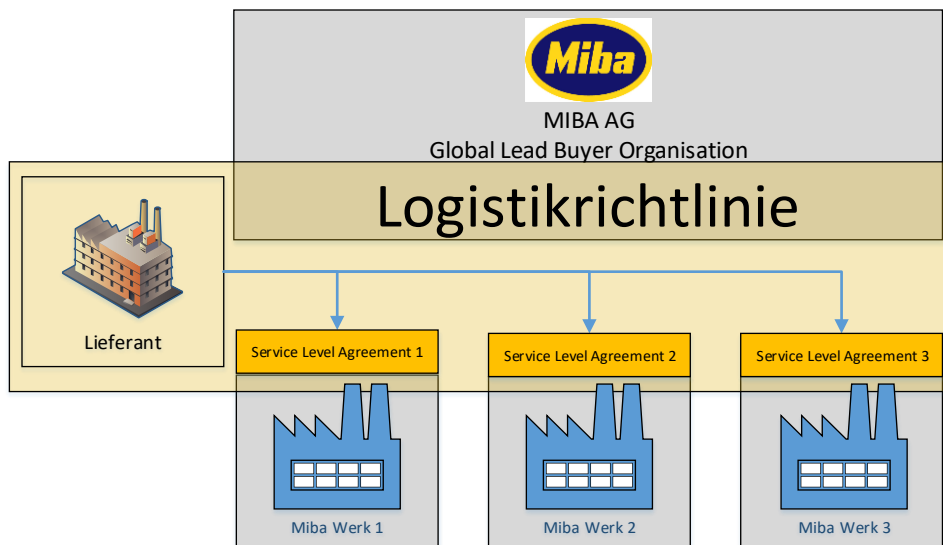 Miba
MIBA AG
Global Lead Buyer Organisation
Logistikrichtlinie
Lieferant
Service Level Agreement 1
Service Level Agreement 2
Service Level Agreement 3
Miba Werk 1
Miba Werk 2
Miba Werk 3